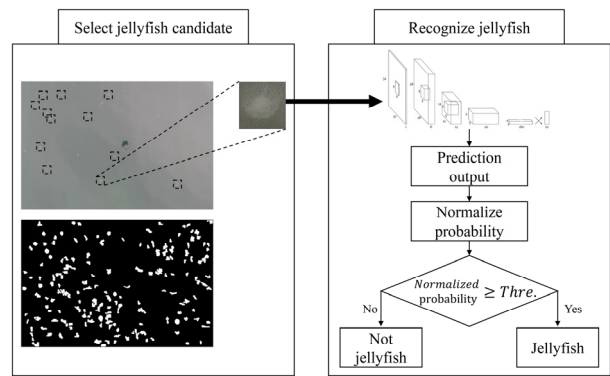 Select jellyfish candidate
Recognize jellyfish
Prediction
output
Normalize
probability
Normalized
probability
≥ Thre.
No
Yes
Not
jellyfish
Jellyfish